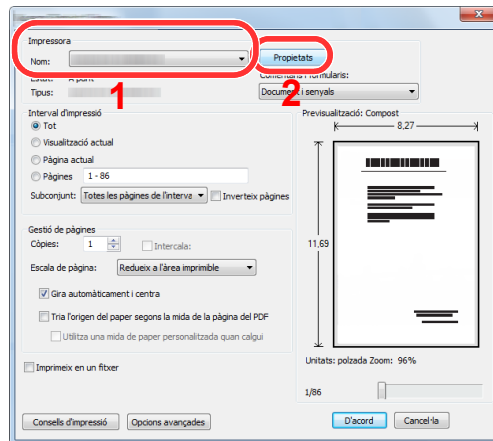 Impressora
Nom:
Propietats
Estat: A punt
Comentaris i formularis:
1
2
Tipus:
Document i senyals
Interval d'impressió
Tot
Visualització actual
Pàgina actual
Pàgines 1 - 86
Subconjunt: Totes les pàgines de l'interva Inverteix pàgines
Previsualització: Compost
8,27
11,69
Gestió de pàgines
Còpies: 1 Intercala:
Escala de pàgina: Redueix a l'àrea imprimible
Gira automàticament i centra
Tria l'origen del paper segons la mida de la pàgina del PDF
Utilitza una mida de paper personalitzada quan calgui
Imprimeix en un fitxer
Unitats: polzada Zoom: 96%
1/86
Consells d'impressió Opcions avançades D'acord Cancel·la